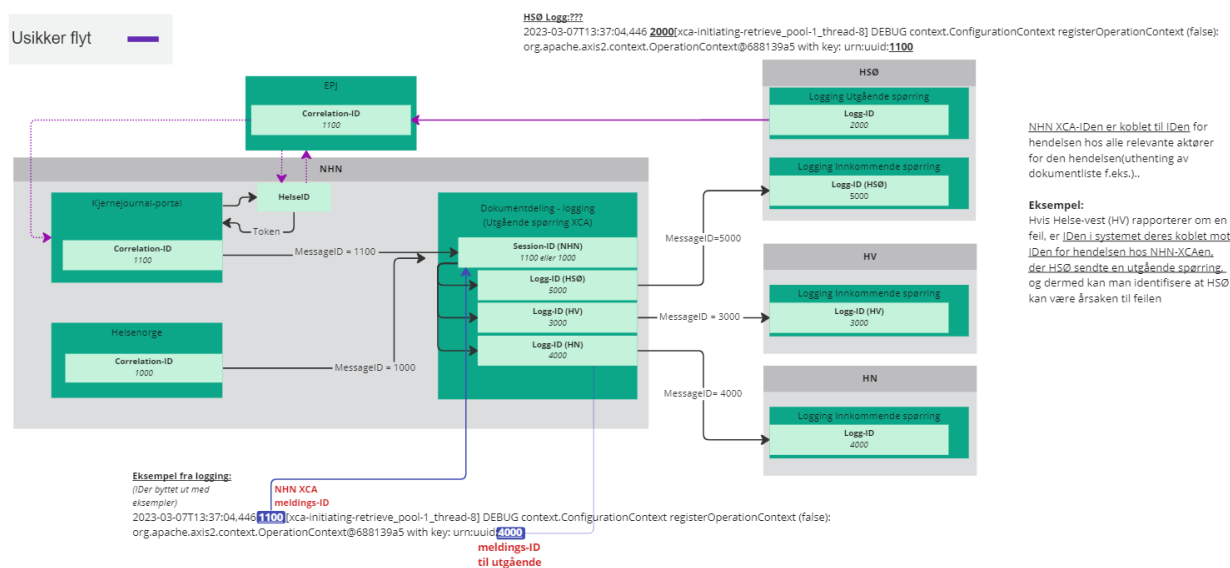 HSØ Logg:???
2023-03-07T13:37:04,446 2000[xca-initiating-retrieve_pool-1_thread-8] DEBUG context.ConfigurationContext registerOperationContext (false):
org.apache.axis2.context.OperationContext@688139a5 with key: urn:uuid:1100
Usikker flyt
EPJ
Correlation-ID
1100
HSØ
Logging Utgående spørring
Logg-ID
2000
Logging Innkommende spørring
Logg-ID (HSØ)
5000
NHN XCA-IDen er koblet til IDen for
hendelsen hos alle relevante aktører
for den hendelsen(uthenting av
dokumentliste f.eks.)..
Eksempel:
Hvis Helse-vest (HV) rapporterer om en
feil, er IDen i systemet deres koblet mot
IDen for hendelsen hos NHN-XCAen,
der HSØ sendte en utgående spørring,
og dermed kan man identifisere at HSØ
kan være årsaken til feilen
NHN
Kjernejournal-portal
HelseID
Token
Correlation-ID
1100
MessageID = 1100
Dokumentdeling - logging
(Utgående spørring XCA)
Session-ID (NHN)
1100 eller 1000
Logg-ID (HSØ)
5000
Logg-ID (HV)
3000
Logg-ID (HN)
4000
MessageID=5000
HV
Logging Innkommende spørring
Logg-ID (HV)
3000
MessageID = 3000
Helsenorge
Correlation-ID
1000
MessageID = 1000
MessageID= 4000
HN
Logging Innkommende spørring
Logg-ID
4000
Eksempel fra logging:
(IDer byttet ut med
eksempler)
NHN XCA
meldings-ID
2023-03-07T13:37:04,446 1100 [xca-initiating-retrieve_pool-1_thread-8] DEBUG context.ConfigurationContext registerOperationContext (false):
org.apache.axis2.context.OperationContext@688139a5 with key: urn:uuid:4000
meldings-ID
til utgående